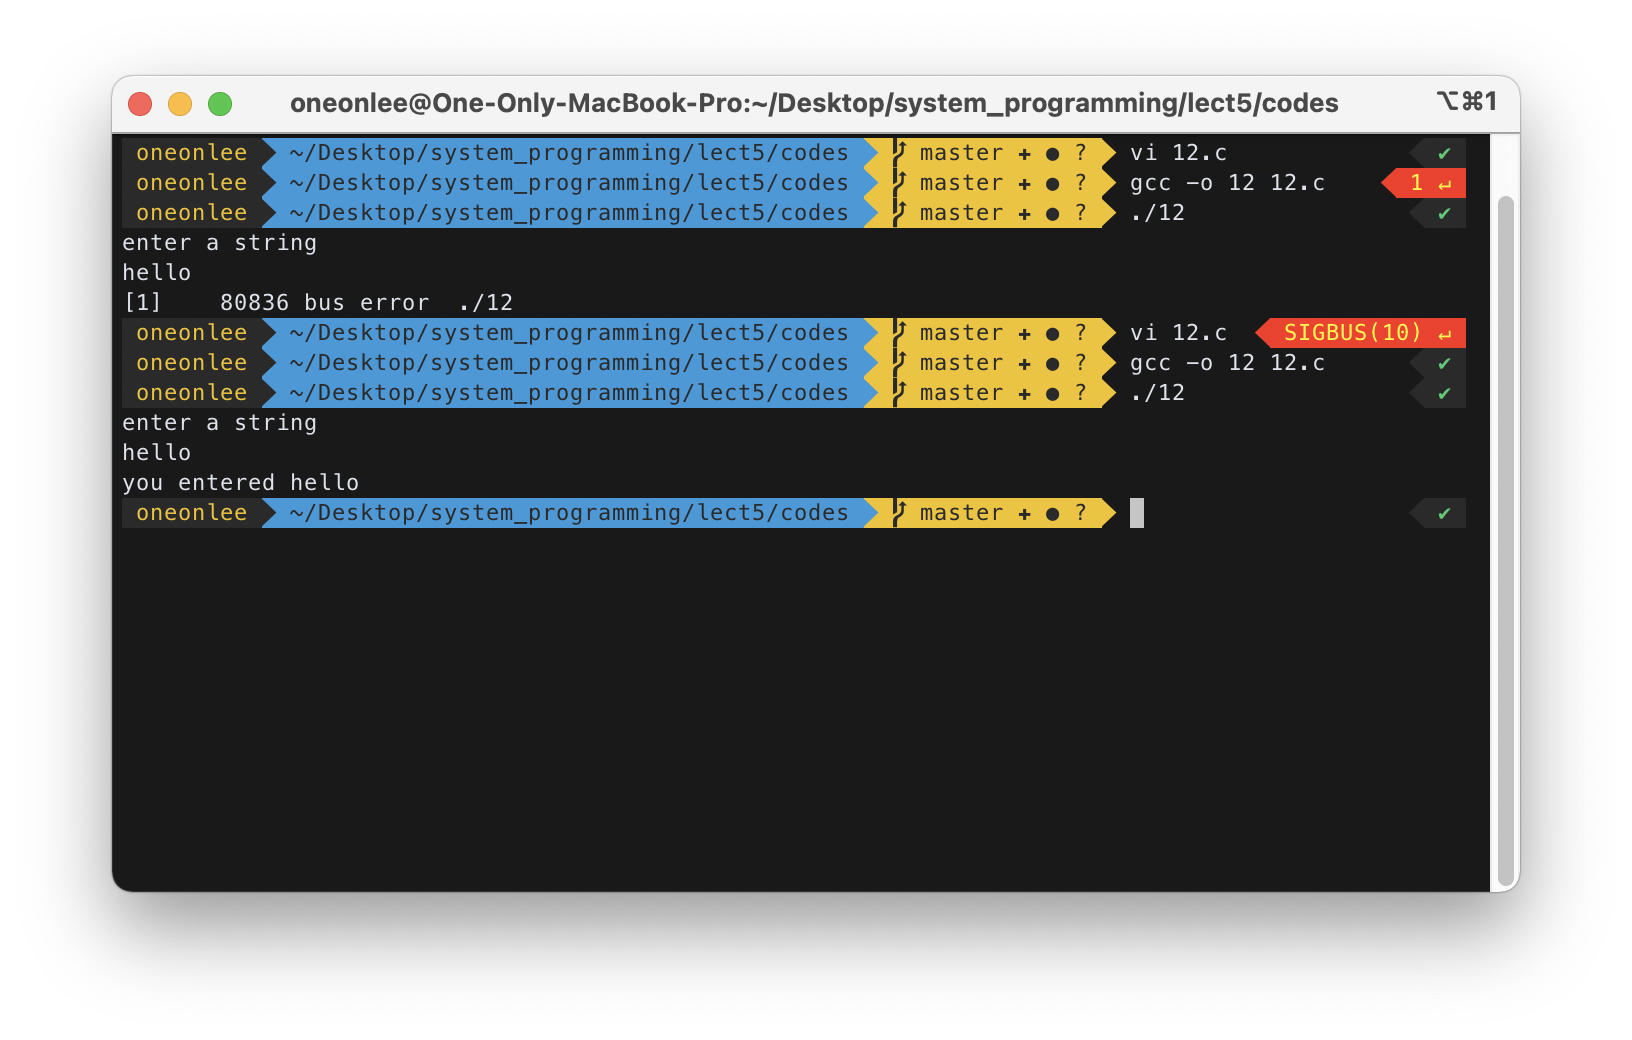 oneonlee@One-Only-MacBook-Pro:~/Desktop/system_programming/lect5/codes ⌥⌘1
oneonlee ~/Desktop/system_programming/lect5/codes master ✚ ● ? vi 12.c ✔
oneonlee ~/Desktop/system_programming/lect5/codes master ✚ ● ? gcc -o 12 12.c 1 ↵
oneonlee ~/Desktop/system_programming/lect5/codes master ✚ ● ? ./12 ✔
enter a string
hello
[1]    80836 bus error  ./12
oneonlee ~/Desktop/system_programming/lect5/codes master ✚ ● ? vi 12.c SIGBUS(10) ↵
oneonlee ~/Desktop/system_programming/lect5/codes master ✚ ● ? gcc -o 12 12.c ✔
oneonlee ~/Desktop/system_programming/lect5/codes master ✚ ● ? ./12 ✔
enter a string
hello
you entered hello
oneonlee ~/Desktop/system_programming/lect5/codes master ✚ ● ? ✔